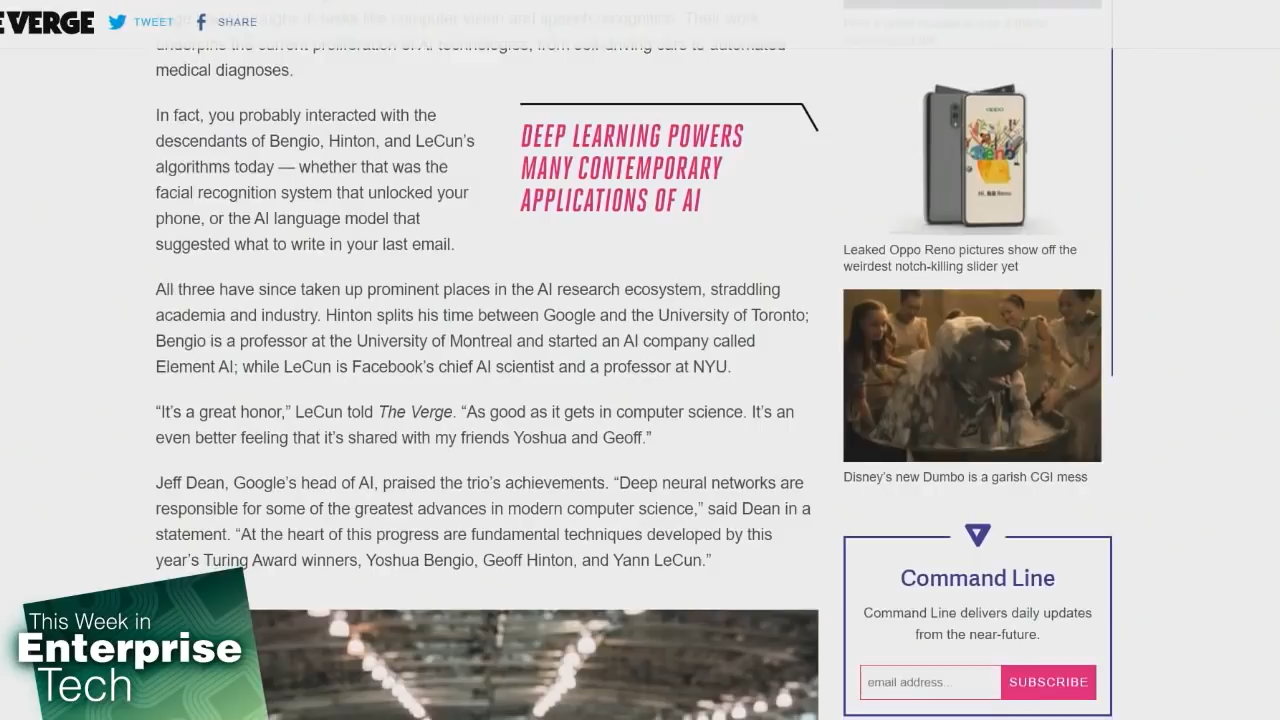 E VERGE
TWEET
SHARE
underpins the current proliferation of AI technologies, from self-driving cars to automated
medical diagnoses.
In fact, you probably interacted with the
descendants of Bengio, Hinton, and LeCun’s
algorithms today — whether that was the
facial recognition system that unlocked your
phone, or the AI language model that
suggested what to write in your last email.
DEEP LEARNING POWERS
MANY CONTEMPORARY
APPLICATIONS OF AI
All three have since taken up prominent places in the AI research ecosystem, straddling
academia and industry. Hinton splits his time between Google and the University of Toronto;
Bengio is a professor at the University of Montreal and started an AI company called
Element AI; while LeCun is Facebook’s chief AI scientist and a professor at NYU.
“It’s a great honor,” LeCun told The Verge. “As good as it gets in computer science. It’s an
even better feeling that it’s shared with my friends Yoshua and Geoff.”
Jeff Dean, Google’s head of AI, praised the trio’s achievements. “Deep neural networks are
responsible for some of the greatest advances in modern computer science,” said Dean in a
statement. “At the heart of this progress are fundamental techniques developed by this
year’s Turing Award winners, Yoshua Bengio, Geoff Hinton, and Yann LeCun.”
oppo
Reno
Leaked Oppo Reno pictures show off the
weirdest notch-killing slider yet
Disney’s new Dumbo is a garish CGI mess
Command Line
Command Line delivers daily updates
from the near-future.
email address...
SUBSCRIBE
This Week in
Enterprise
Tech